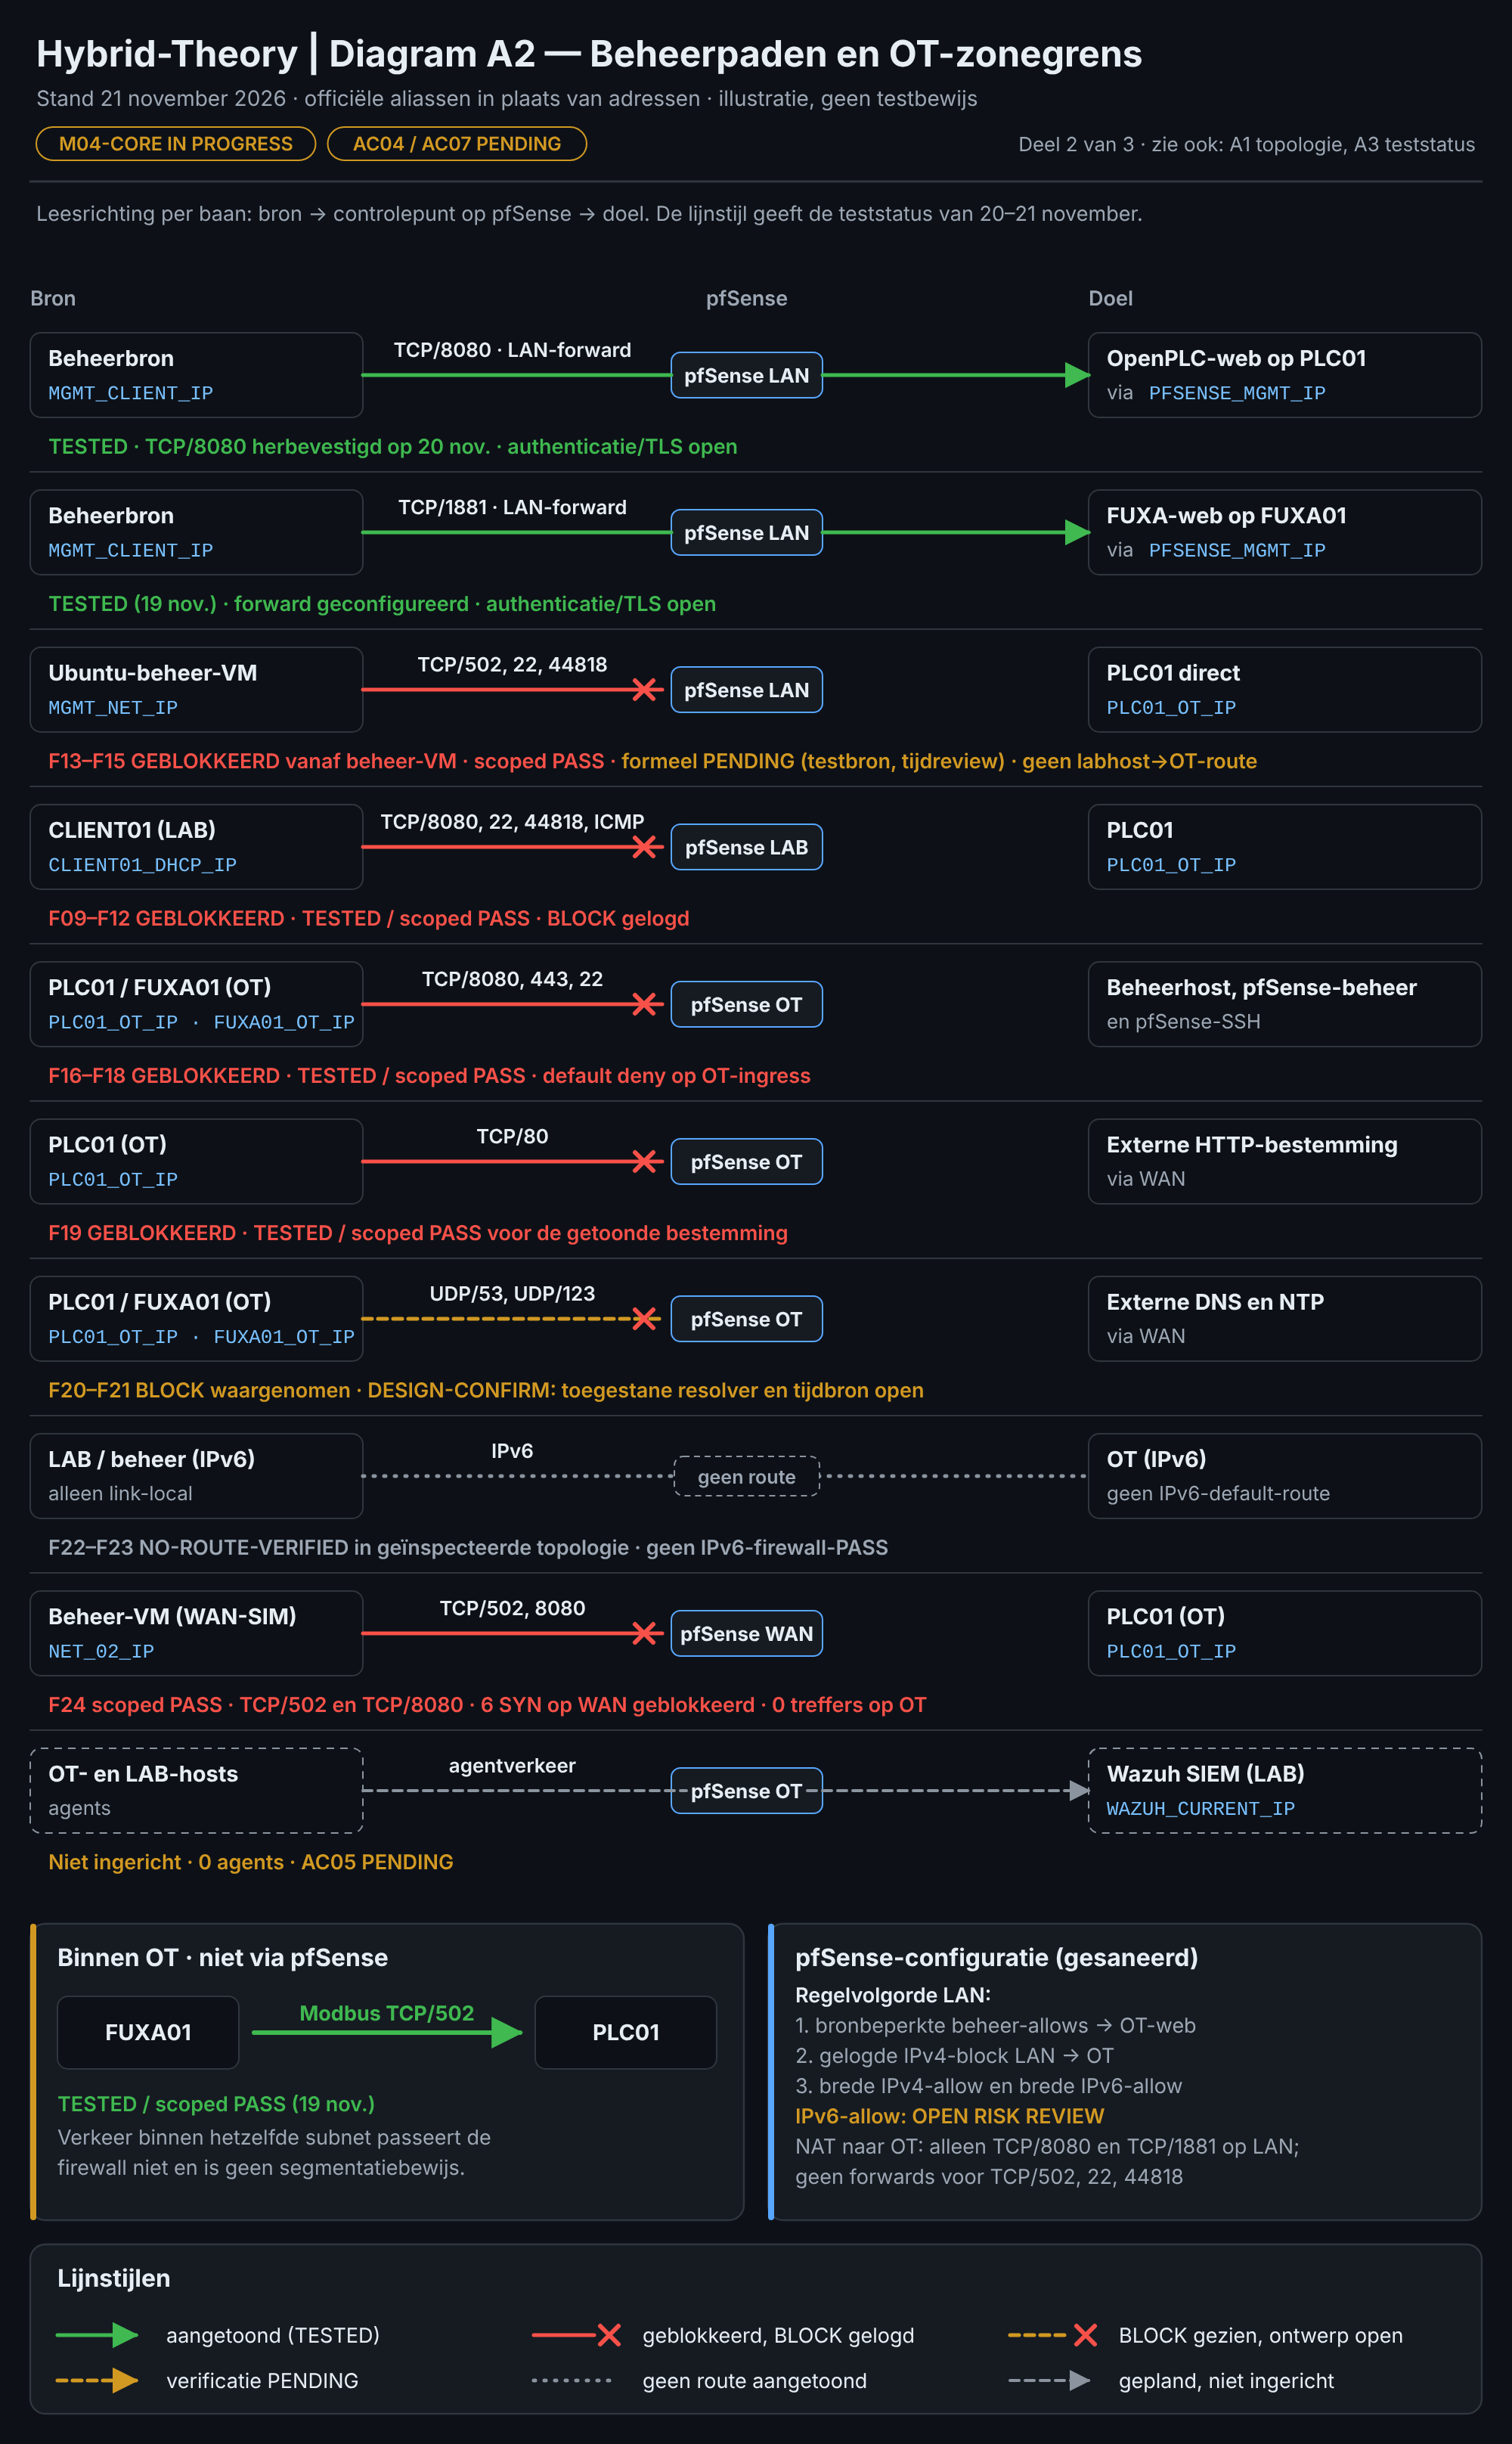 Hybrid-Theory | Diagram A2 — Beheerpaden en OT-zonegrens
Stand 21 november 2026 · officiële aliassen in plaats van adressen · illustratie, geen testbewijs
M04-CORE IN PROGRESS
AC04 / AC07 PENDING
Deel 2 van 3 · zie ook: A1 topologie, A3 teststatus
Leesrichting per baan: bron → controlepunt op pfSense → doel. De lijnstijl geeft de teststatus van 20–21 november.
Bron
pfSense
Doel
Beheerbron
MGMT_CLIENT_IP
TCP/8080 · LAN-forward
pfSense LAN
OpenPLC-web op PLC01
via PFSENSE_MGMT_IP
TESTED · TCP/8080 herbevestigd op 20 nov. · authenticatie/TLS open
Beheerbron
MGMT_CLIENT_IP
TCP/1881 · LAN-forward
pfSense LAN
FUXA-web op FUXA01
via PFSENSE_MGMT_IP
TESTED (19 nov.) · forward geconfigureerd · authenticatie/TLS open
Ubuntu-beheer-VM
MGMT_NET_IP
TCP/502, 22, 44818
pfSense LAN
PLC01 direct
PLC01_OT_IP
F13–F15 GEBLOKKEERD vanaf beheer-VM · scoped PASS · formeel PENDING (testbron, tijdreview) · geen labhost→OT-route
CLIENT01 (LAB)
CLIENT01_DHCP_IP
TCP/8080, 22, 44818, ICMP
pfSense LAB
PLC01
PLC01_OT_IP
F09–F12 GEBLOKKEERD · TESTED / scoped PASS · BLOCK gelogd
PLC01 / FUXA01 (OT)
PLC01_OT_IP · FUXA01_OT_IP
TCP/8080, 443, 22
pfSense OT
Beheerhost, pfSense-beheer
en pfSense-SSH
F16–F18 GEBLOKKEERD · TESTED / scoped PASS · default deny op OT-ingress
PLC01 (OT)
PLC01_OT_IP
TCP/80
pfSense OT
Externe HTTP-bestemming
via WAN
F19 GEBLOKKEERD · TESTED / scoped PASS voor de getoonde bestemming
PLC01 / FUXA01 (OT)
PLC01_OT_IP · FUXA01_OT_IP
UDP/53, UDP/123
pfSense OT
Externe DNS en NTP
via WAN
F20–F21 BLOCK waargenomen · DESIGN-CONFIRM: toegestane resolver en tijdbron open
LAB / beheer (IPv6)
alleen link-local
IPv6
geen route
OT (IPv6)
geen IPv6-default-route
F22–F23 NO-ROUTE-VERIFIED in geïnspecteerde topologie · geen IPv6-firewall-PASS
Beheer-VM (WAN-SIM)
NET_02_IP
TCP/502, 8080
pfSense WAN
PLC01 (OT)
PLC01_OT_IP
F24 scoped PASS · TCP/502 en TCP/8080 · 6 SYN op WAN geblokkeerd · 0 treffers op OT
OT- en LAB-hosts
agents
agentverkeer
pfSense OT
Wazuh SIEM (LAB)
WAZUH_CURRENT_IP
Niet ingericht · 0 agents · AC05 PENDING
Binnen OT · niet via pfSense
FUXA01
Modbus TCP/502
PLC01
TESTED / scoped PASS (19 nov.)
Verkeer binnen hetzelfde subnet passeert de
firewall niet en is geen segmentatiebewijs.
pfSense-configuratie (gesaneerd)
Regelvolgorde LAN:
1. bronbeperkte beheer-allows → OT-web
2. gelogde IPv4-block LAN → OT
3. brede IPv4-allow en brede IPv6-allow
IPv6-allow: OPEN RISK REVIEW
NAT naar OT: alleen TCP/8080 en TCP/1881 op LAN;
geen forwards voor TCP/502, 22, 44818
Lijnstijlen
aangetoond (TESTED)
geblokkeerd, BLOCK gelogd
BLOCK gezien, ontwerp open
verificatie PENDING
geen route aangetoond
gepland, niet ingericht